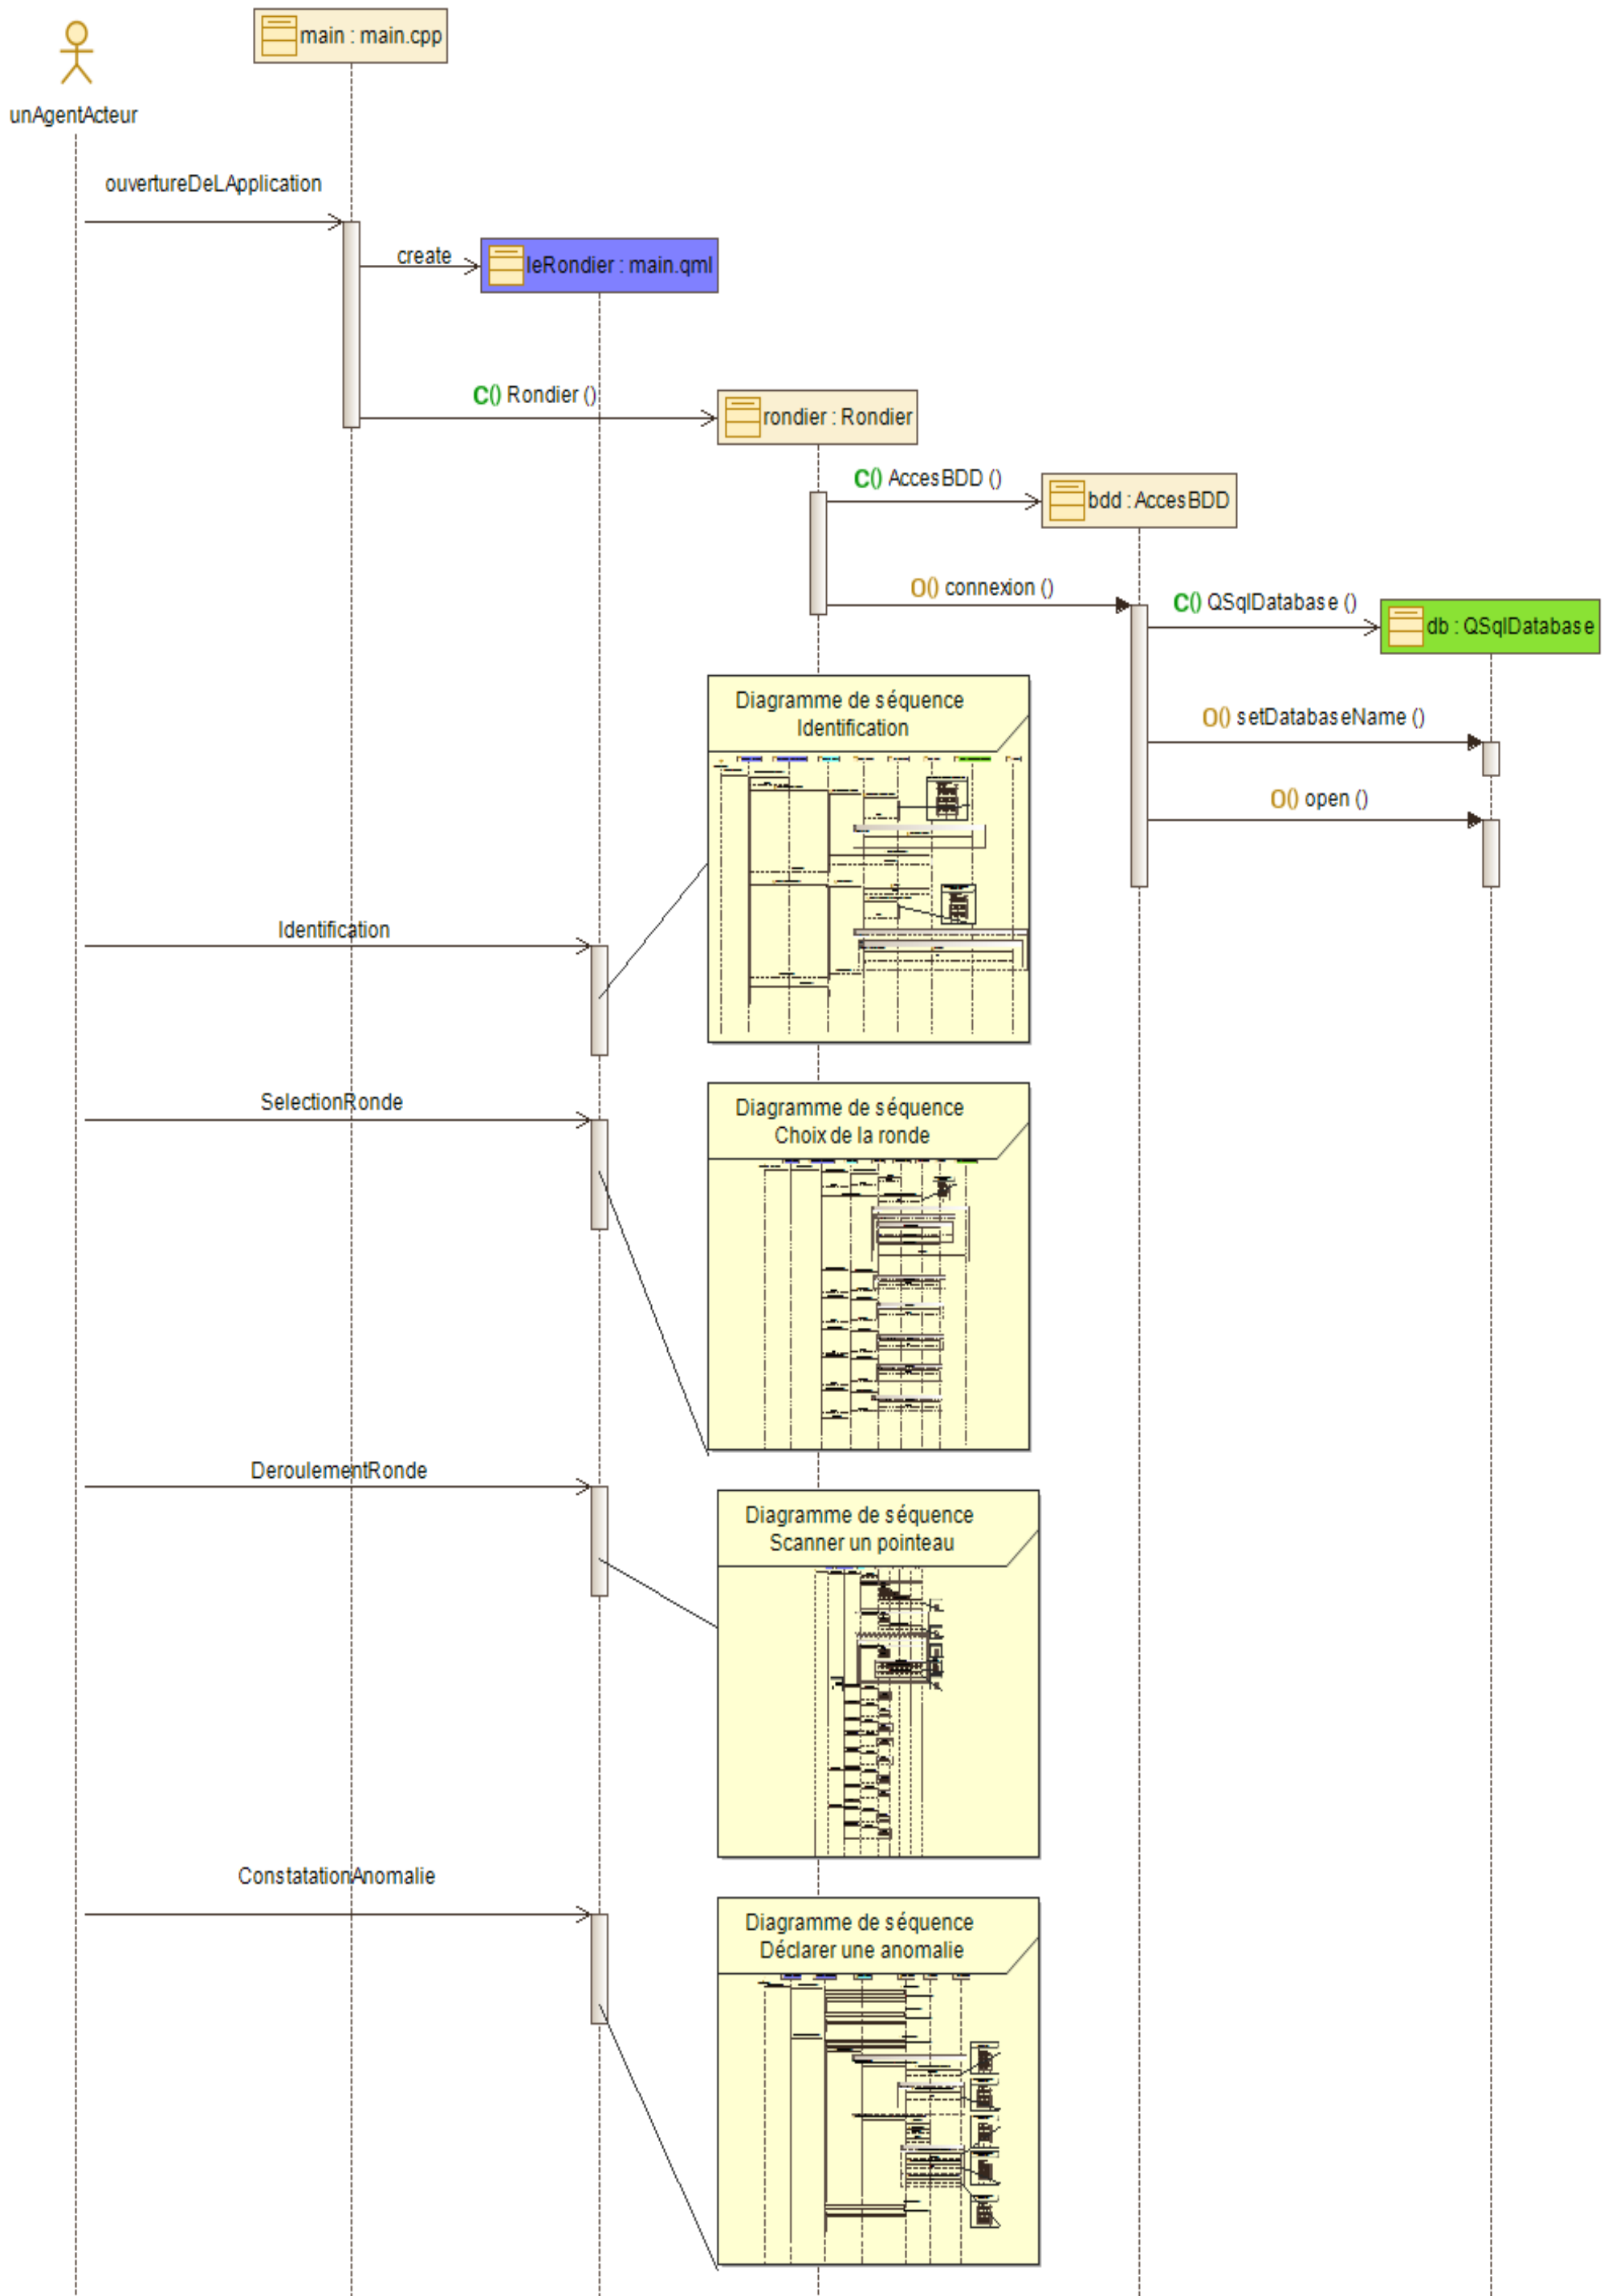 main : main.cpp
unAgentActeur
ouvertureDeLApplication
create
leRondier : main.qml
C() Rondier ()
rondier : Rondier
C() AccesBDD ()
bdd : AccesBDD
O() connexion ()
C() QSqlDatabase ()
db : QSqlDatabase
Diagramme de séquence
Identification
O() setDatabaseName ()
O() open ()
Identification
SelectionRonde
Diagramme de séquence
Choix de la ronde
DeroulementRonde
Diagramme de séquence
Scanner un pointeau
ConstatationAnomalie
Diagramme de séquence
Déclarer une anomalie